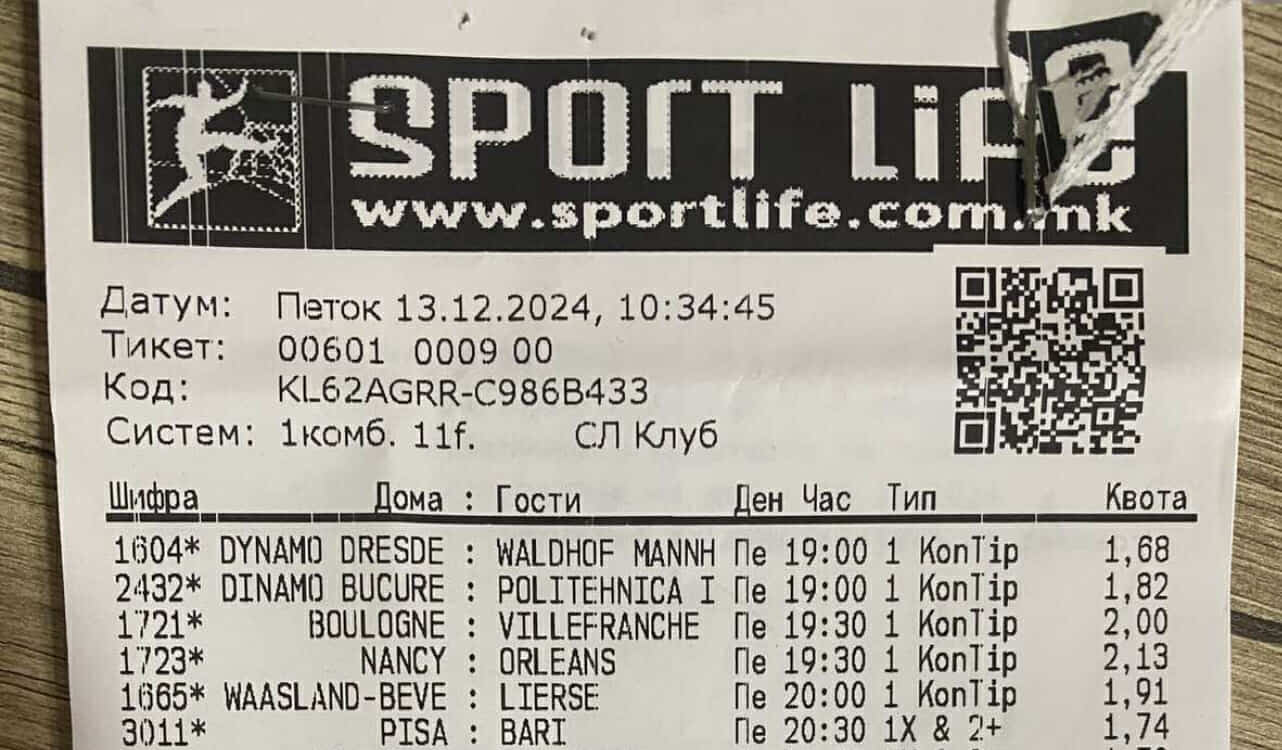 SPORT LiFE
www.sportlife.com.mk
Датум: Петок 13.12.2024, 10:34:45
Тикет: 00601 0009 00
Код: KL62AGRR-C986B433
Систем: 1комб. 11f. СЛ Клуб
Шифра Дома : Гости Ден Час Тип Квота
1604* DYNAMO DRESDE : WALDHOF MANNH Пе 19:00 1 KonTip 1,68
2432* DINAMO BUCURE : POLITEHNICA I Пе 19:00 1 KonTip 1,82
1721* BOULOGNE : VILLEFRANCHE Пе 19:30 1 KonTip 2,00
1723* NANCY : ORLEANS Пе 19:30 1 KonTip 2,13
1665* WAASLAND-BEVE : LIERSE Пе 20:00 1 KonTip 1,91
3011* PISA : BARI Пе 20:30 1X & 2+ 1,74